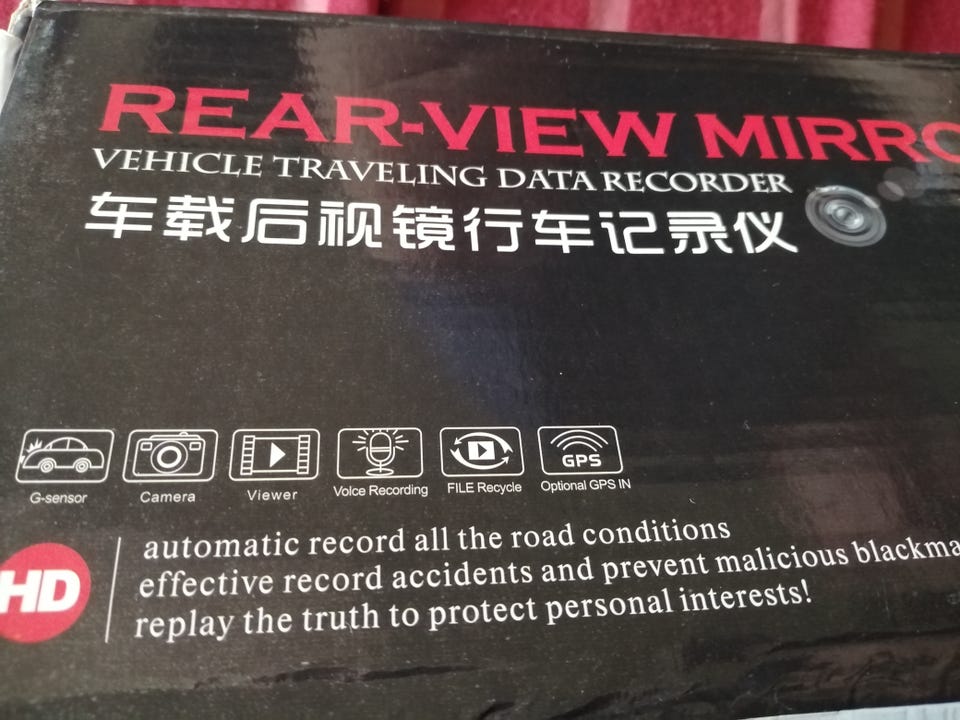 REAR-VIEW MIRRO
VEHICLE TRAVELING DATA RECORDER
车载后视镜行车记录仪
G-sensor
Camera
Viewer
Voice Recording
FILE Recycle
GPS
Optional GPS IN
HD
automatic record all the road conditions
effective record accidents and prevent malicious blackma
replay the truth to protect personal interests!